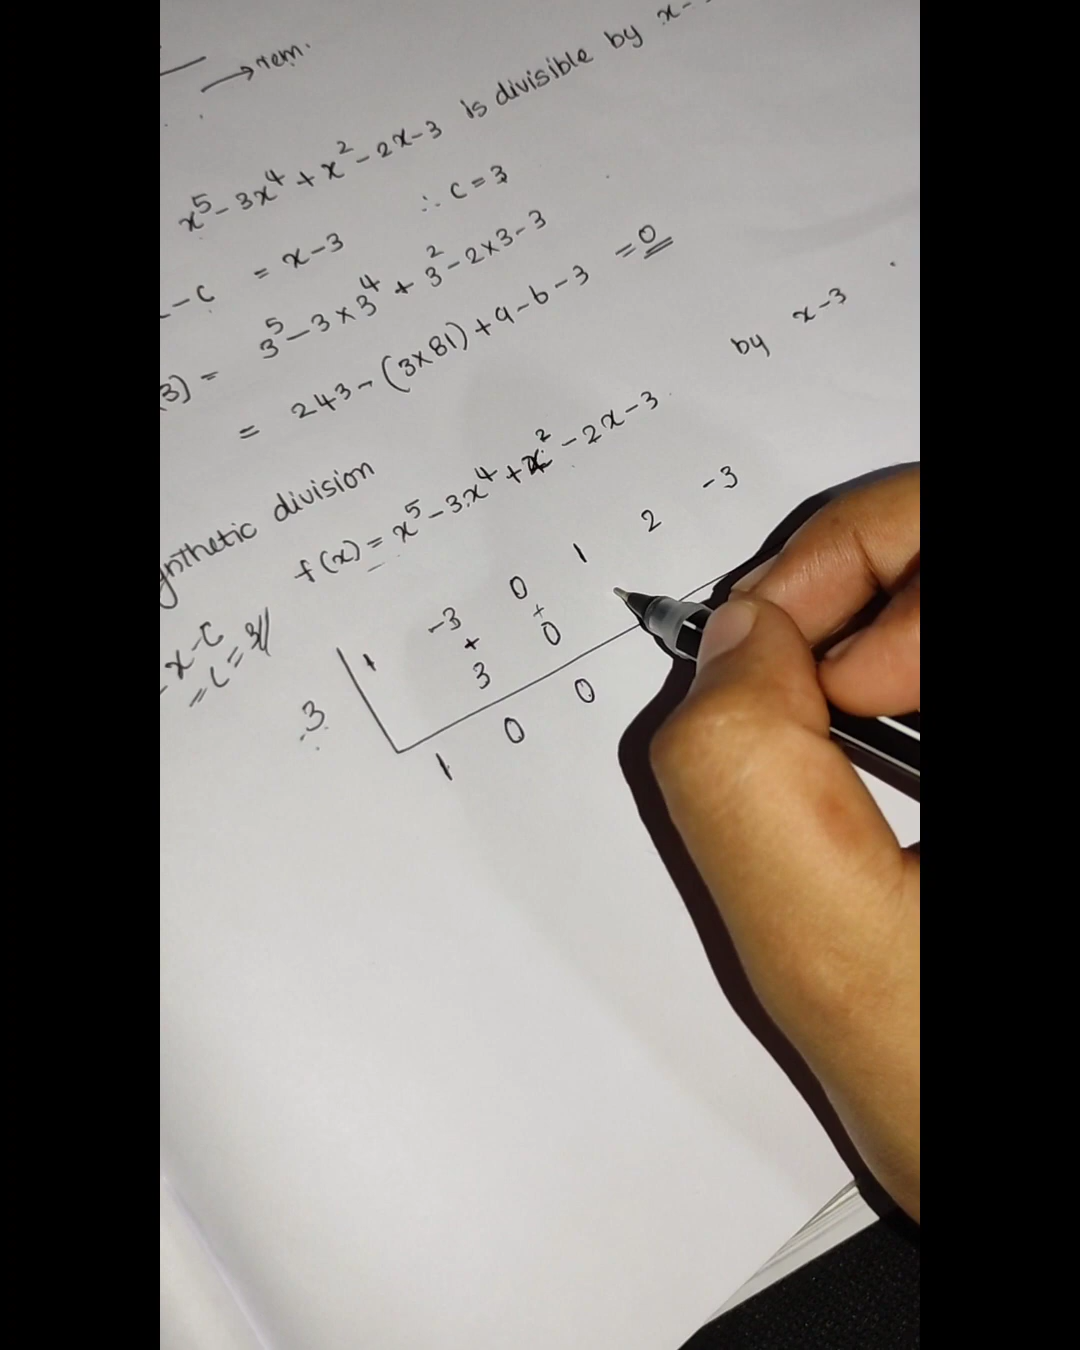 → rem.
x⁵ - 3x⁴ + x² - 2x - 3 is divisible by x -
- c = x - 3 ∴ c = 3
3) = 3⁵ - 3 × 3⁴ + 3² - 2×3 - 3
= 243 - (3×81) + 9 - 6 - 3 = 0
division
f(x) = x⁵ - 3x⁴ + x² - 2x - 3 by x - 3
x - c
= c = 3//
1 -3 0 1 2 -3
+ +
3 3 0
1 0 0